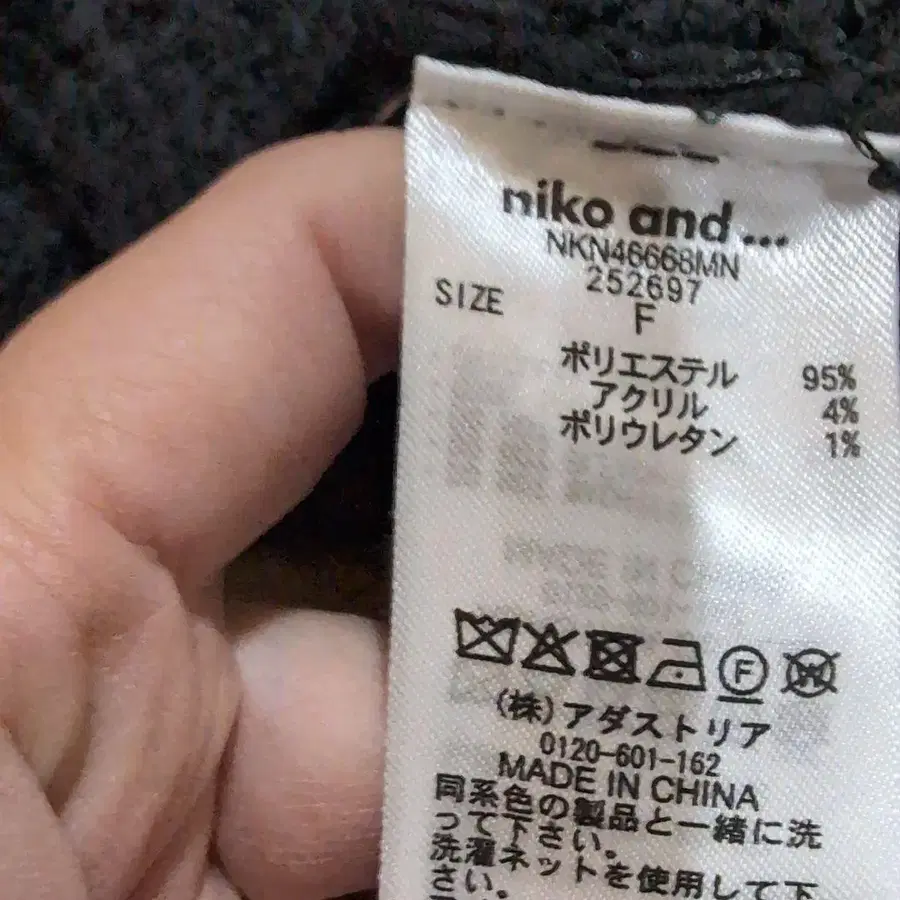 niko and ...
NKN46668MN
252697
SIZE F
ポリエステル 95%
アクリル 4%
ポリウレタン 1%
F W
(株)アダストリア
0120-601-162
MADE IN CHINA
同系色の製品と一緒に洗
って下さい。
洗濯ネットを使用して下
さい。